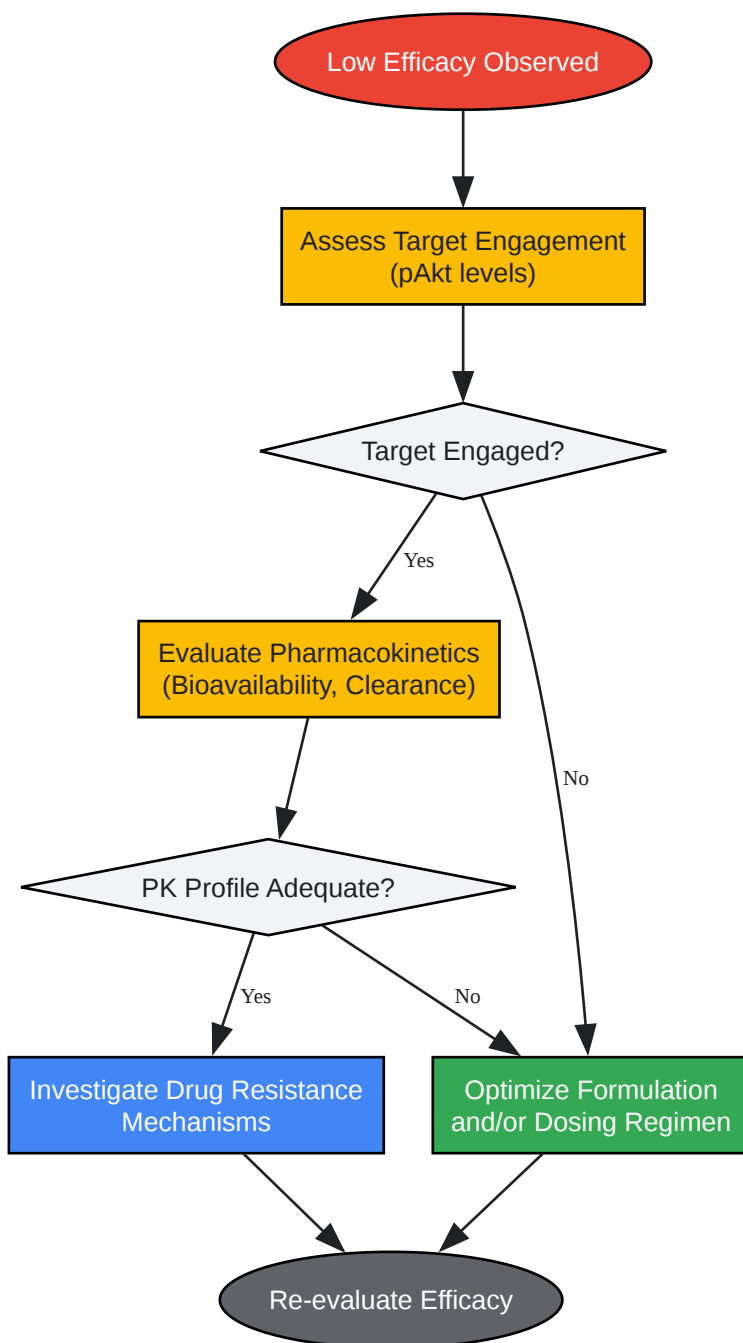 Low Efficacy Observed
Assess Target Engagement
(pAkt levels)
Target Engaged?
Yes
Evaluate Pharmacokinetics
(Bioavailability, Clearance)
No
PK Profile Adequate?
Yes
No
Investigate Drug Resistance
Mechanisms
Optimize Formulation
and/or Dosing Regimen
Re-evaluate Efficacy